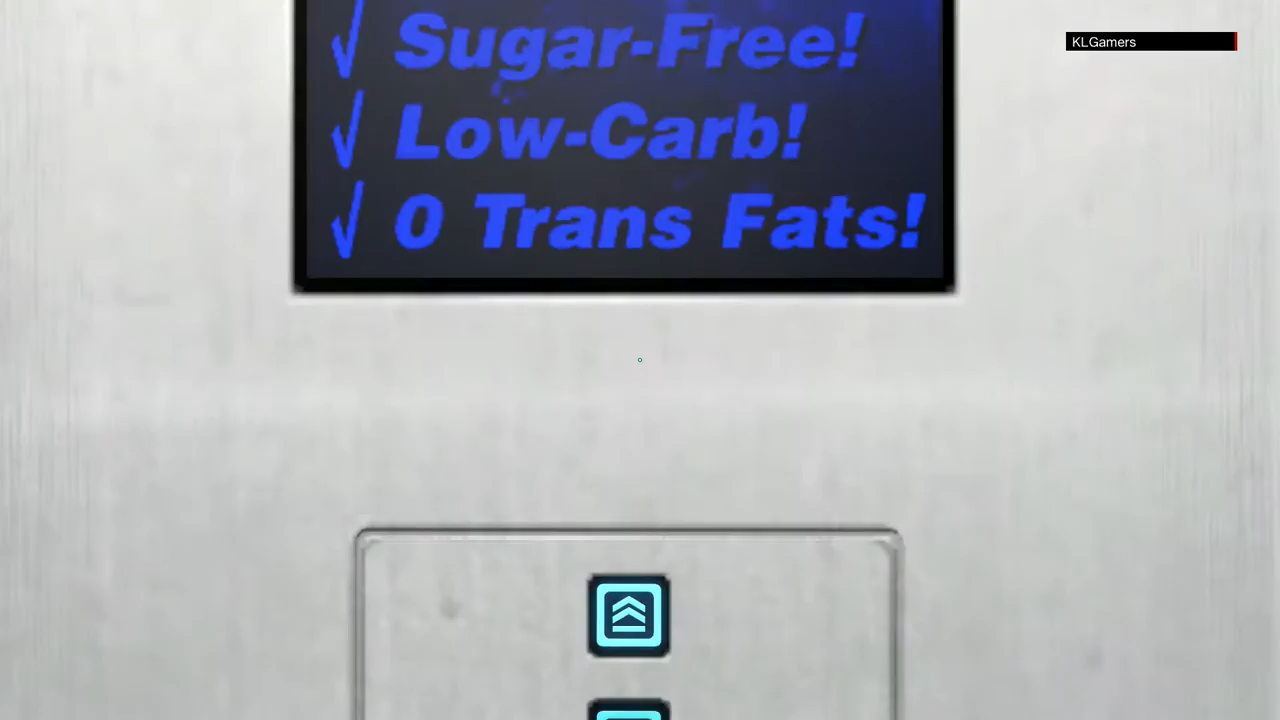 √ Sugar-Free!
KLGamers
√ Low-Carb!
√ 0 Trans Fats!